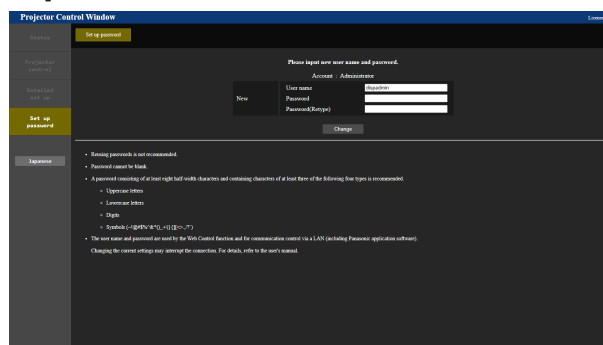 Projector Control Window
License
Status
Set up password
Projector
control
Detailed
set up
Set up
password
Japanese
Please input new user name and password.
Account : Administrator
New
User name
dispadmin
Password
Password(Retype)
Change
• Reusing passwords is not recommended.
• Password cannot be blank.
• A password consisting of at least eight half-width characters and containing characters of at least three of the following four types is recommended.
Uppercase letters
Lowercase letters
Digits
Symbols
• The user name and password are used by the Web Control function and for communication control via a LAN (including Panasonic application software).
Changing the current settings may interrupt the connection. For details, refer to the user's manual.